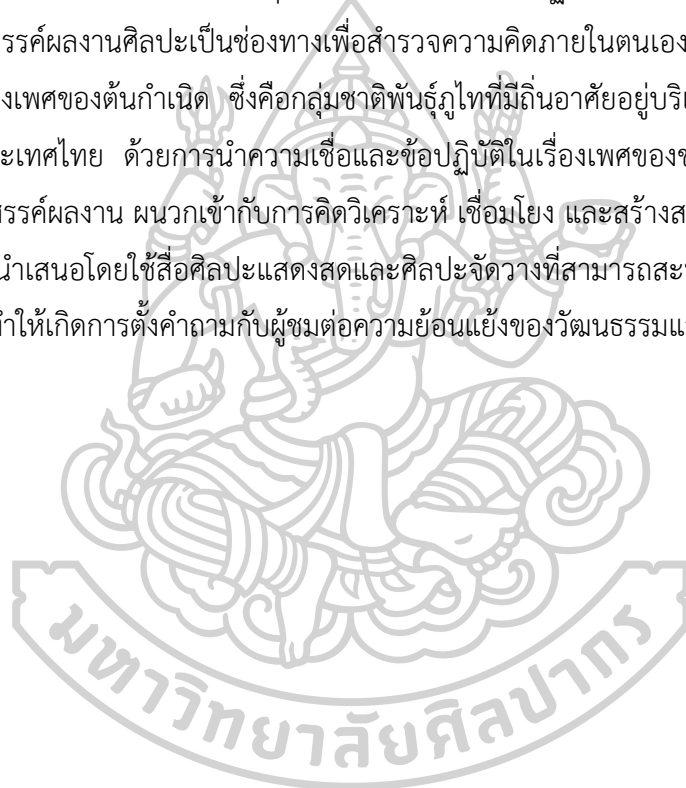 รรค์ผลงานศิลปะเป็นช่องทางเพื่อสำรวจความคิดภายในตนเอง
งเพศของต้นกำเนิด ซึ่งคือกลุ่มชาติพันธุ์ภูไทที่มีถิ่นอาศัยอยู่บริเ
ะเทศไทย ด้วยการนำความเชื่อและข้อปฏิบัติในเรื่องเพศของช
สรรค์ผลงาน ผนวกเข้ากับการคิดวิเคราะห์ เชื่อมโยง และสร้างส
นำเสนอโดยใช้สื่อศิลปะแสดงสดและศิลปะจัดวางที่สามารถสะ
ทำให้เกิดการตั้งคำถามกับผู้ชมต่อความย้อนแย้งของวัฒนธรรมแ
มหาวิทยาลัยศิลปากร